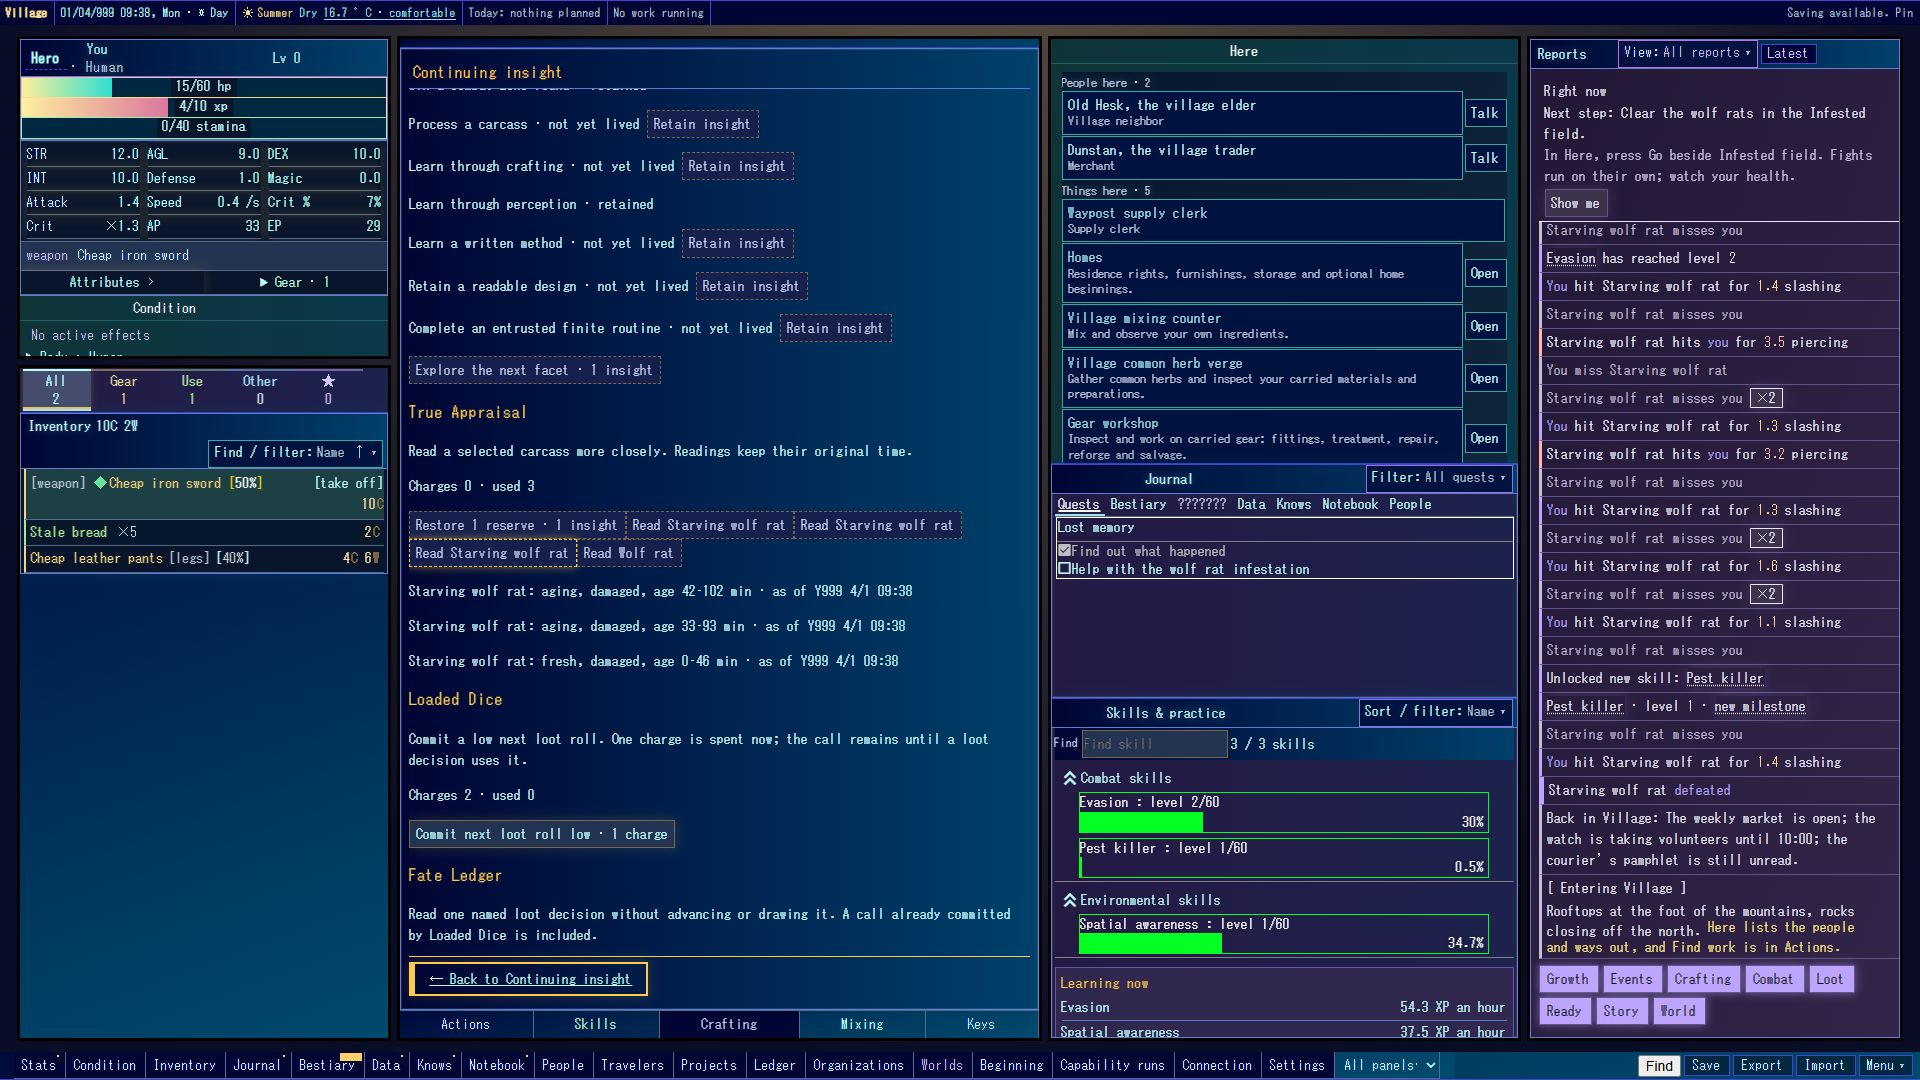 Village 01/04/999 09:38, Mon · ☀ Day ☀ Summer Dry 16.7 ° C · comfortable Today: nothing planned No work running
Saving available. Pin
Hero · You
Human
Lv 0
15/60 hp
4/10 xp
0/40 stamina
STR 12.0 AGL 9.0 DEX 10.0
INT 10.0 Defense 1.0 Magic 0.0
Attack 1.4 Speed 0.4 /s Crit % 7%
Crit ×1.3 AP 33 EP 29
weapon Cheap iron sword
Attributes > ▶ Gear · 1
Condition
No active effects
All Gear Use Other ★
2 1 1 0 0
Inventory 10C 2W
Find / filter: Name ↑ ▾
[weapon] ◆Cheap iron sword [50%] [take off]
10C
Stale bread ×5 2C
Cheap leather pants [legs] [40%] 4C 6W
Continuing insight
Process a carcass · not yet lived Retain insight
Learn through crafting · not yet lived Retain insight
Learn through perception · retained
Learn a written method · not yet lived Retain insight
Retain a readable design · not yet lived Retain insight
Complete an entrusted finite routine · not yet lived Retain insight
Explore the next facet · 1 insight
True Appraisal
Read a selected carcass more closely. Readings keep their original time.
Charges 0 · used 3
Restore 1 reserve · 1 insight Read Starving wolf rat Read Starving wolf rat
Read Starving wolf rat Read Wolf rat
Starving wolf rat: aging, damaged, age 42-102 min · as of Y999 4/1 09:38
Starving wolf rat: aging, damaged, age 33-93 min · as of Y999 4/1 09:38
Starving wolf rat: fresh, damaged, age 0-46 min · as of Y999 4/1 09:38
Loaded Dice
Commit a low next loot roll. One charge is spent now; the call remains until a loot
decision uses it.
Charges 2 · used 0
Commit next loot roll low · 1 charge
Fate Ledger
Read one named loot decision without advancing or drawing it. A call already committed
by Loaded Dice is included.
← Back to Continuing insight
Actions Skills Crafting Mixing Keys
Here
People here · 2
Old Hesk, the village elder
Village neighbor
Talk
Dunstan, the village trader
Merchant
Talk
Things here · 5
Waypost supply clerk
Supply clerk
Homes
Residence rights, furnishings, storage and optional home
beginnings.
Open
Village mixing counter
Mix and observe your own ingredients.
Open
Village common herb verge
Gather common herbs and inspect your carried materials and
preparations.
Open
Gear workshop
Inspect and work on carried gear: fittings, treatment, repair,
reforge and salvage.
Open
Journal Filter: All quests ▾
Quests Bestiary ??????? Data Knows Notebook People
Lost memory
Find out what happened
Help with the wolf rat infestation
Skills & practice Sort / filter: Name ▾
Find Find skill 3 / 3 skills
Combat skills
Evasion : level 2/60
30%
Pest killer : level 1/60
0.5%
Environmental skills
Spatial awareness : level 1/60
34.7%
Learning now
Evasion 54.3 XP an hour
Spatial awareness 37.5 XP an hour
Reports View: All reports ▾ Latest
Right now
Next step: Clear the wolf rats in the Infested
field.
In Here, press Go beside Infested field. Fights
run on their own; watch your health.
Show me
Starving wolf rat misses you
Evasion has reached level 2
You hit Starving wolf rat for 1.4 slashing
Starving wolf rat misses you
Starving wolf rat hits you for 3.5 piercing
You miss Starving wolf rat
Starving wolf rat misses you ×2
You hit Starving wolf rat for 1.3 slashing
Starving wolf rat hits you for 3.2 piercing
Starving wolf rat misses you
You hit Starving wolf rat for 1.3 slashing
Starving wolf rat misses you ×2
You hit Starving wolf rat for 1.6 slashing
Starving wolf rat misses you ×2
You hit Starving wolf rat for 1.1 slashing
Starving wolf rat misses you
Unlocked new skill: Pest killer
Pest killer · level 1 · new milestone
Starving wolf rat misses you
You hit Starving wolf rat for 1.4 slashing
Starving wolf rat defeated
Back in Village: The weekly market is open; the
watch is taking volunteers until 10:00; the
courier's pamphlet is still unread.
[ Entering Village ]
Rooftops at the foot of the mountains, rocks
closing off the north. Here lists the people
and ways out, and Find work is in Actions.
Growth Events Crafting Combat Loot
Ready Story World
Stats Condition Inventory Journal Bestiary Data Knows Notebook People Travelers Projects Ledger Organizations Worlds Beginning Capability runs Connection Settings All panels Find Save Export Import Menu ▾